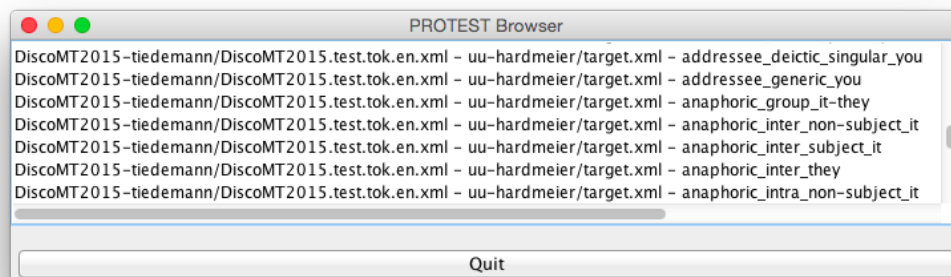 PROTEST Browser
DiscoMT2015-tiedemann/DiscoMT2015.test.tok.en.xml – uu-hardmeier/target.xml – addressee_deictic_singular_you
DiscoMT2015-tiedemann/DiscoMT2015.test.tok.en.xml – uu-hardmeier/target.xml – addressee_generic_you
DiscoMT2015-tiedemann/DiscoMT2015.test.tok.en.xml – uu-hardmeier/target.xml – anaphoric_group_it-they
DiscoMT2015-tiedemann/DiscoMT2015.test.tok.en.xml – uu-hardmeier/target.xml – anaphoric_inter_non-subject_it
DiscoMT2015-tiedemann/DiscoMT2015.test.tok.en.xml – uu-hardmeier/target.xml – anaphoric_inter_subject_it
DiscoMT2015-tiedemann/DiscoMT2015.test.tok.en.xml – uu-hardmeier/target.xml – anaphoric_inter_they
DiscoMT2015-tiedemann/DiscoMT2015.test.tok.en.xml – uu-hardmeier/target.xml – anaphoric_intra_non-subject_it
Quit